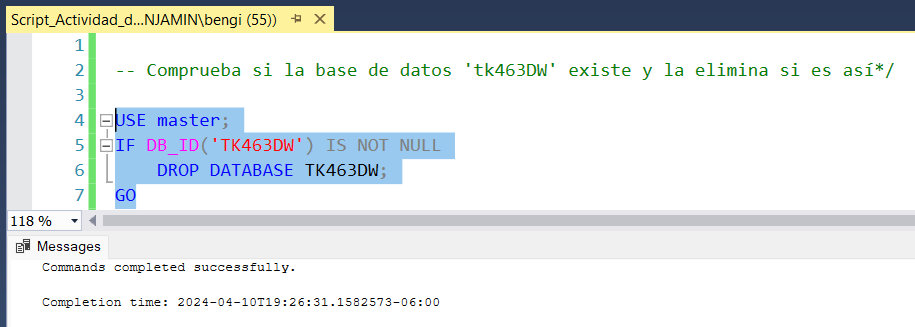 Script_Actividad_d...NJAMIN\bengi (55))
1
2 -- Comprueba si la base de datos 'tk463DW' existe y la elimina si es así*/
3
4 USE master;
5 IF DB_ID('TK463DW') IS NOT NULL
6 DROP DATABASE TK463DW;
7 GO
118 %
Messages
Commands completed successfully.
Completion time: 2024-04-10T19:26:31.1582573-06:00